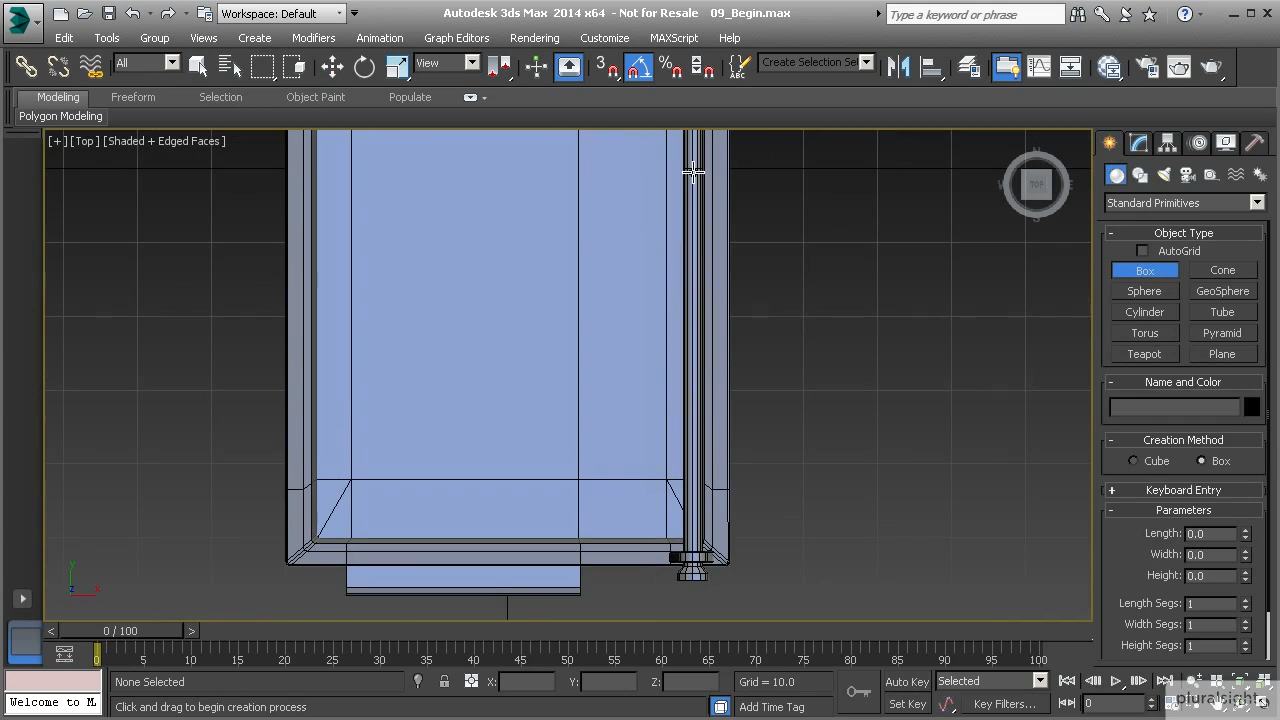 Workspace: Default
Autodesk 3ds Max 2014 x64 - Not for Resale 09_Begin.max
Type a keyword or phrase
Edit Tools Group Views Create Modifiers Animation Graph Editors Rendering Customize MAXScript Help
All View Create Selection Se
Modeling Freeform Selection Object Paint Populate
Polygon Modeling
[+] [Top ] [Shaded + Edged Faces ]
N
TOP
W
E
S
Standard Primitives
- Object Type
AutoGrid
Box Cone
Sphere GeoSphere
Cylinder Tube
Torus Pyramid
Teapot Plane
- Name and Color
- Creation Method
Cube Box
+ Keyboard Entry
- Parameters
Length: 0.0
Width: 0.0
Height: 0.0
Length Segs: 1
Width Segs: 1
Height Segs: 1
y
z x
< 0 / 100 >
0 5 10 15 20 25 30 35 40 45 50 55 60 65 70 75 80 85 90 95 100
None Selected X: Y: Z: Grid = 10.0 Auto Key Selected
Welcome to M Click and drag to begin creation process Add Time Tag Set Key Key Filters... 0
pluralsight